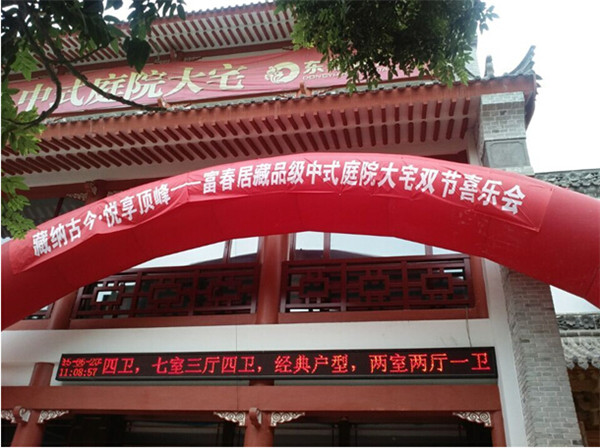 中式庭院大宅 东
藏纳古今·悦享顶峰——富春居藏品级中式庭院大宅双节喜乐会
四卫，七室三厅四卫，经典户型，两室两厅一卫
11:08:57